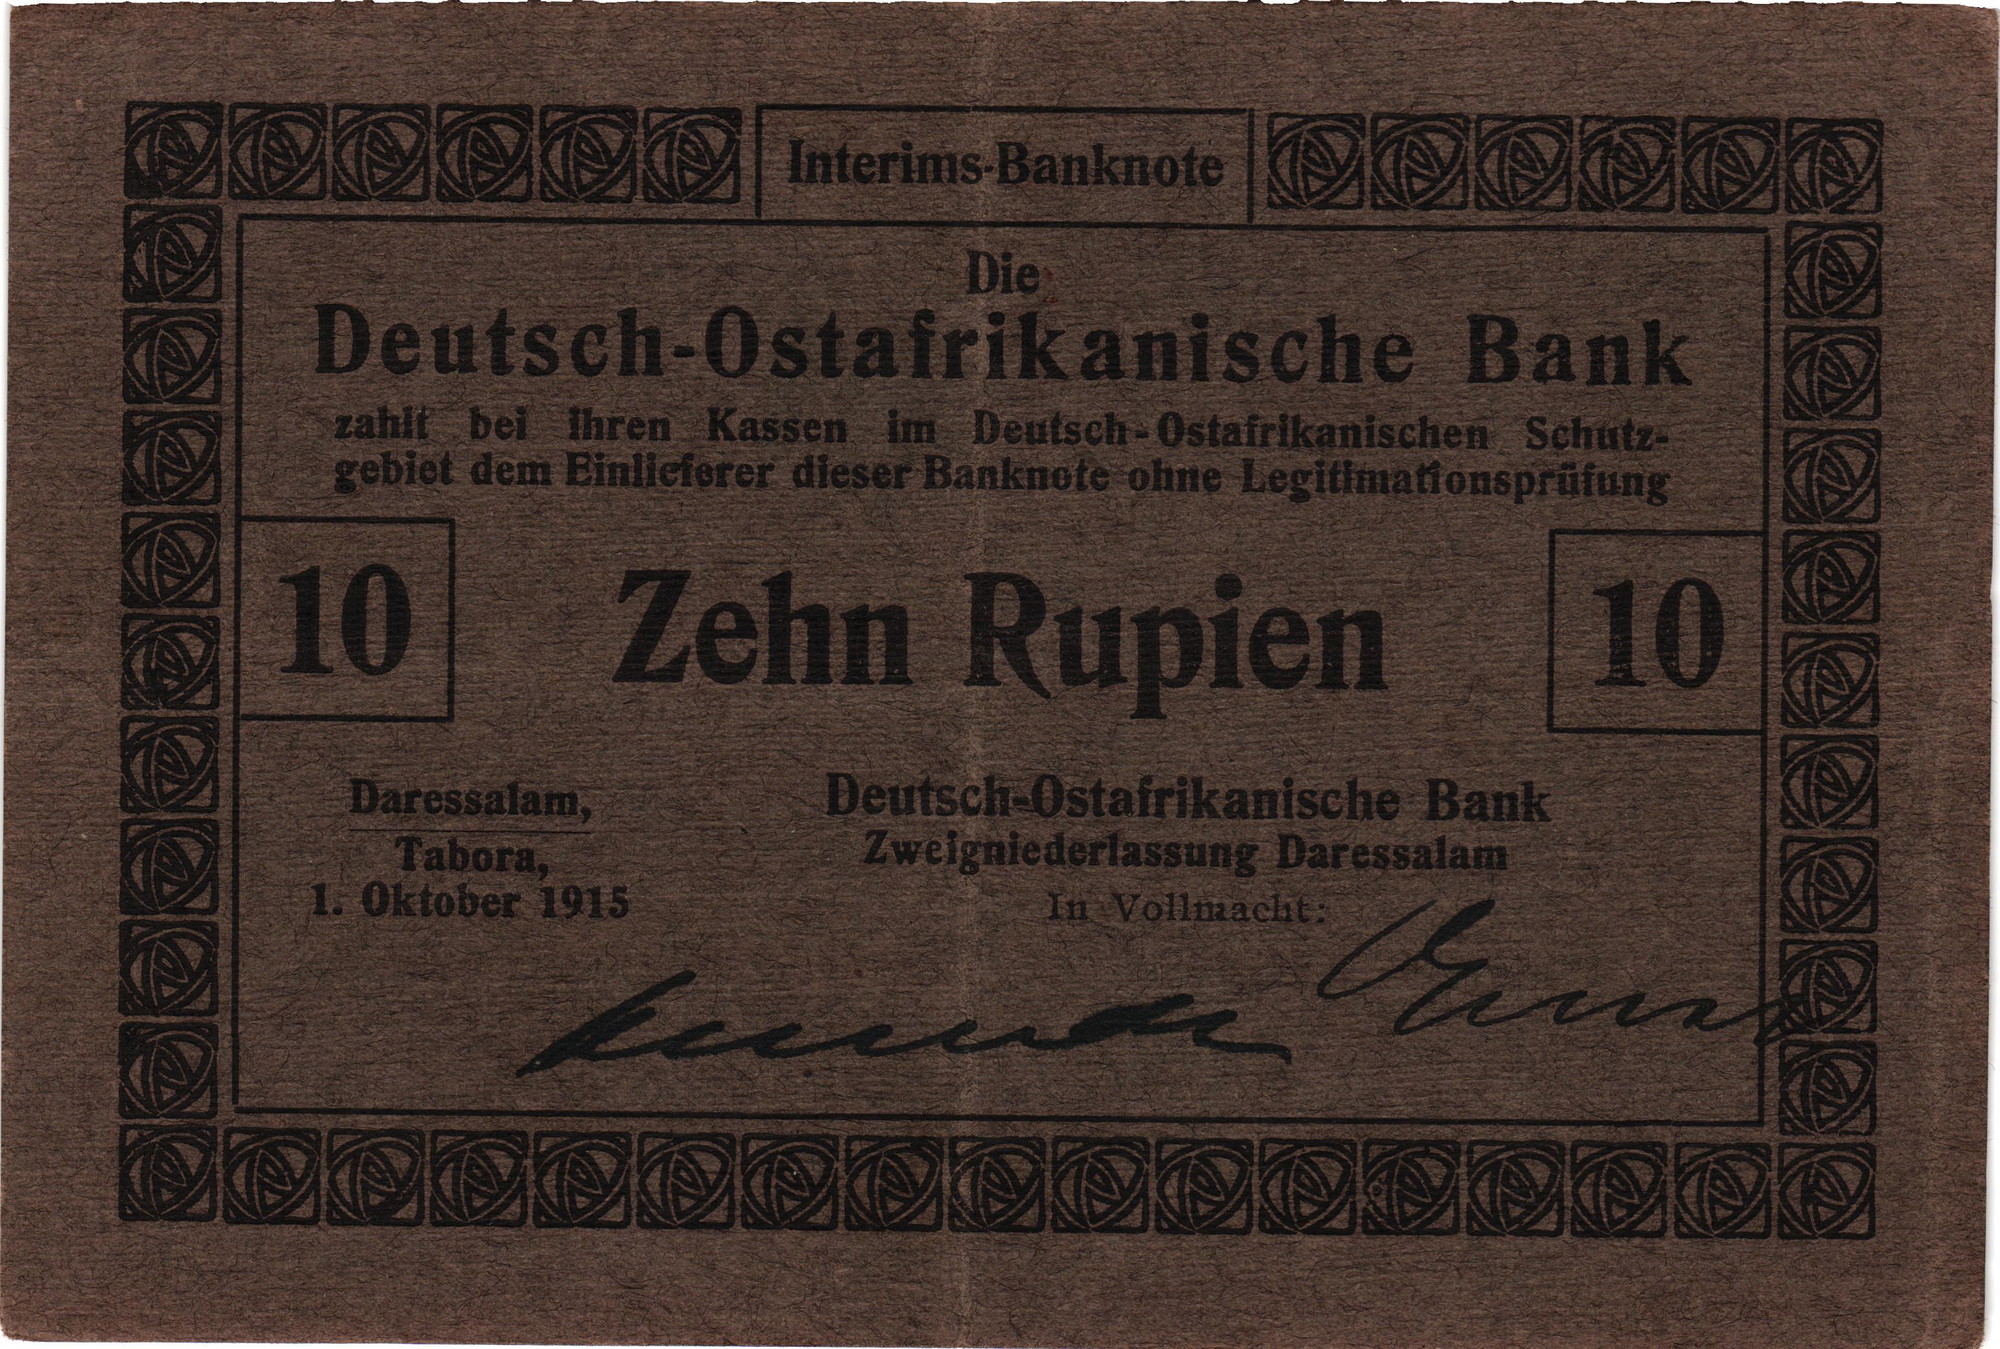 Interims-Banknote
Die
Deutsch-Ostafrikanische Bank
zahlt bei ihren Kassen im Deutsch-Ostafrikanischen Schutz-
gebiet dem Einlieferer dieser Banknote ohne Legitimationsprüfung
10 Zehn Rupien 10
Daressalam,
Tabora,
1. Oktober 1915
Deutsch-Ostafrikanische Bank
Zweigniederlassung Daressalam
In Vollmacht: